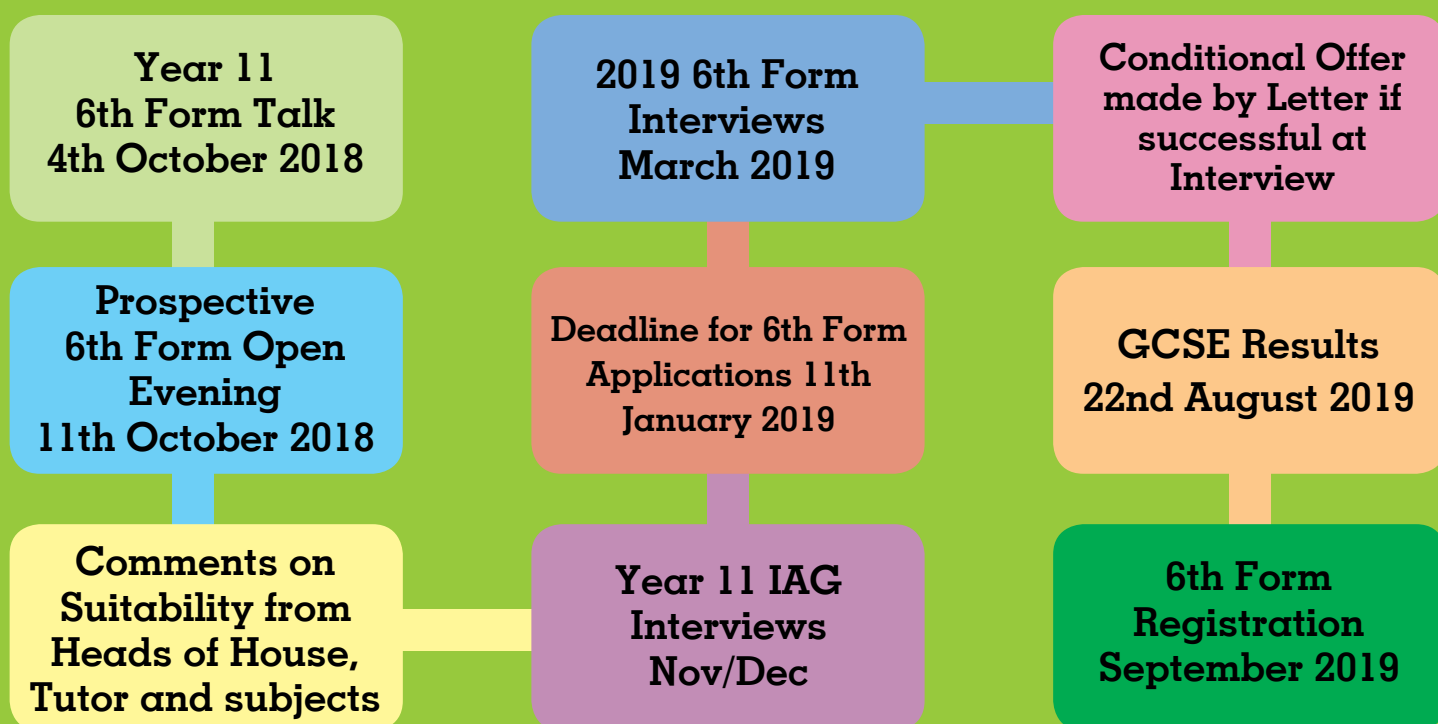 Year 11
6th Form Talk
4th October 2018
Prospective
6th Form Open
Evening
11th October 2018
Comments on
Suitability from
Heads of House,
Tutor and subjects
Year 11 IAG
Interviews
Nov/Dec
Deadline for 6th Form
Applications 11th
January 2019
2019 6th Form
Interviews
March 2019
Conditional Offer
made by Letter if
successful at
Interview
GCSE Results
22nd August 2019
6th Form
Registration
September 2019